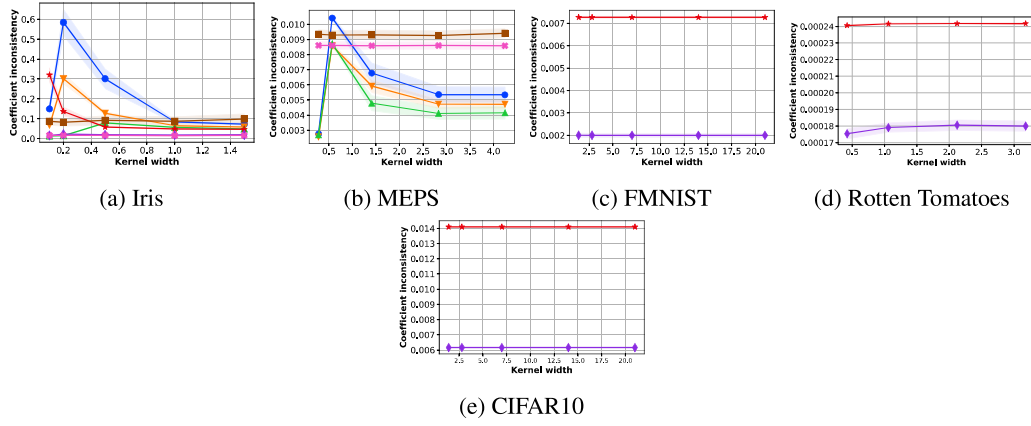 Coefficient inconsistency
0.6
0.5
0.4
0.3
0.2
0.1
0.0
0.2 0.4 0.6 0.8 1.0 1.2 1.4
Kernel width
(a) Iris
Coefficient inconsistency
0.010
0.009
0.008
0.007
0.006
0.005
0.004
0.003
0.5 1.0 1.5 2.0 2.5 3.0 3.5 4.0
Kernel width
(b) MEPS
Coefficient inconsistency
0.007
0.006
0.005
0.004
0.003
0.002
2.5 5.0 7.5 10.0 12.5 15.0 17.5 20.0
Kernel width
(c) FMNIST
Coefficient inconsistency
0.00024
0.00023
0.00022
0.00021
0.00020
0.00019
0.00018
0.00017
0.5 1.0 1.5 2.0 2.5 3.0
Kernel width
(d) Rotten Tomatoes
Coefficient inconsistency
0.014
0.013
0.012
0.011
0.010
0.009
0.008
0.007
0.006
2.5 5.0 7.5 10.0 12.5 15.0 17.5 20.0
Kernel width
(e) CIFAR10